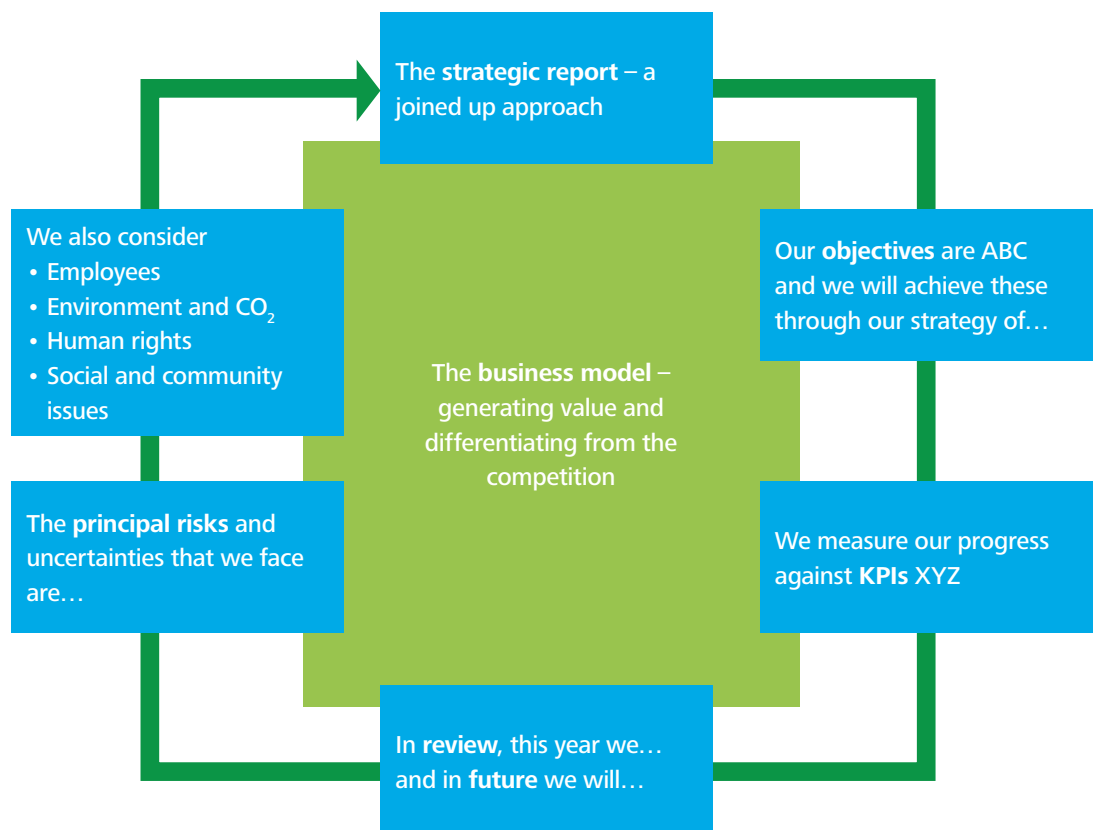 The strategic report – a
joined up approach
Our objectives are ABC
and we will achieve these
through our strategy of…
We measure our progress
against KPIs XYZ
In review, this year we…
and in future we will…
The principal risks and
uncertainties that we face
are…
We also consider
• Employees
• Environment and CO₂
• Human rights
• Social and community
issues
The business model –
generating value and
differentiating from the
competition